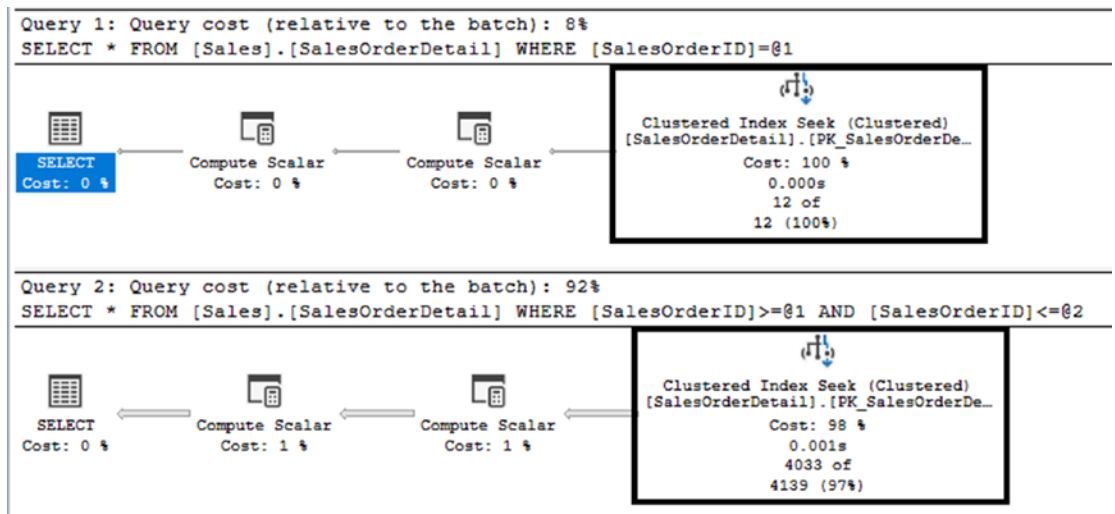 Query 1: Query cost (relative to the batch): 8%
SELECT * FROM [Sales].[SalesOrderDetail] WHERE [SalesOrderID]=@1
SELECT
Cost: 0 %
Compute Scalar
Cost: 0 %
Compute Scalar
Cost: 0 %
Clustered Index Seek (Clustered)
[SalesOrderDetail].[PK_SalesOrderDe…
Cost: 100 %
0.000s
12 of
12 (100%)
Query 2: Query cost (relative to the batch): 92%
SELECT * FROM [Sales].[SalesOrderDetail] WHERE [SalesOrderID]>=@1 AND [SalesOrderID]<=@2
SELECT
Cost: 0 %
Compute Scalar
Cost: 1 %
Compute Scalar
Cost: 1 %
Clustered Index Seek (Clustered)
[SalesOrderDetail].[PK_SalesOrderDe…
Cost: 98 %
0.001s
4033 of
4139 (97%)